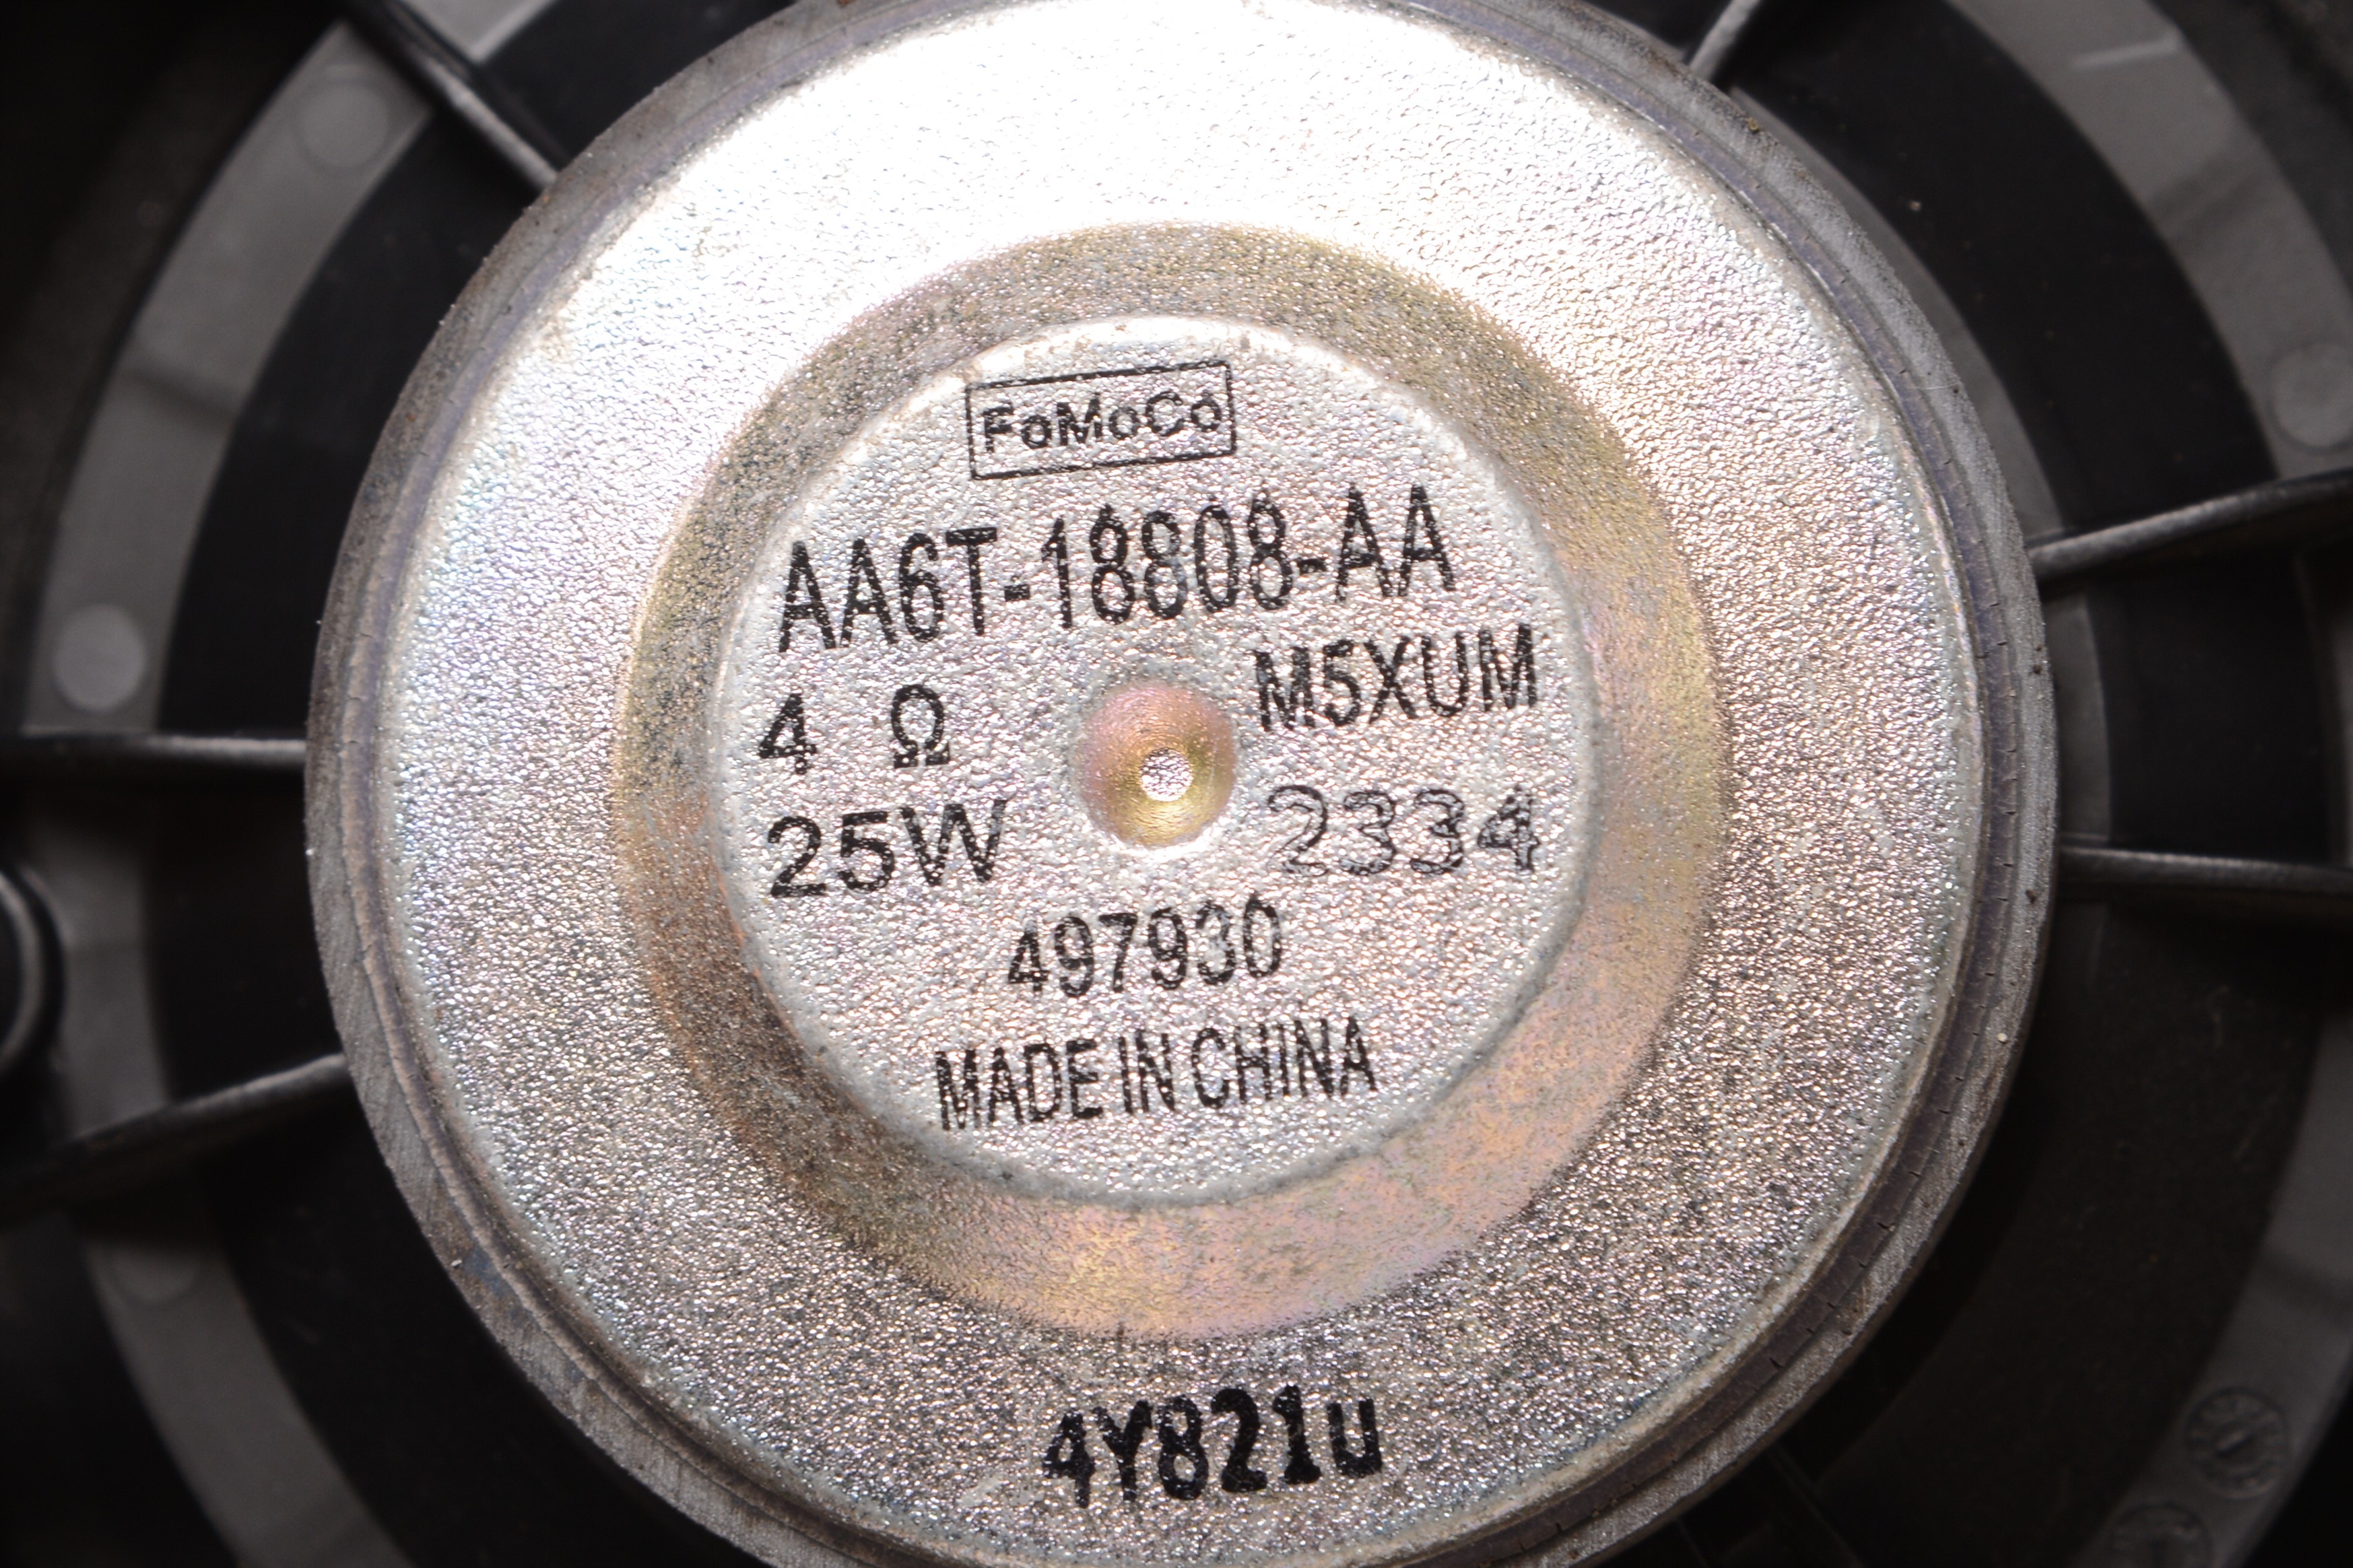 FoMoCo
AA6T-18808-AA
4 Ω M5XUM
25W 2334
497930
MADE IN CHINA
4Y821u